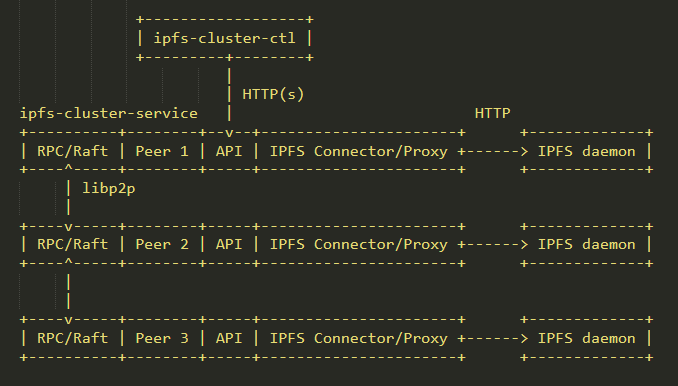 ipfs-cluster-ctl
HTTP(s)
ipfs-cluster-service HTTP
RPC/Raft Peer 1 API IPFS Connector/Proxy IPFS daemon
libp2p
RPC/Raft Peer 2 API IPFS Connector/Proxy IPFS daemon
RPC/Raft Peer 3 API IPFS Connector/Proxy IPFS daemon